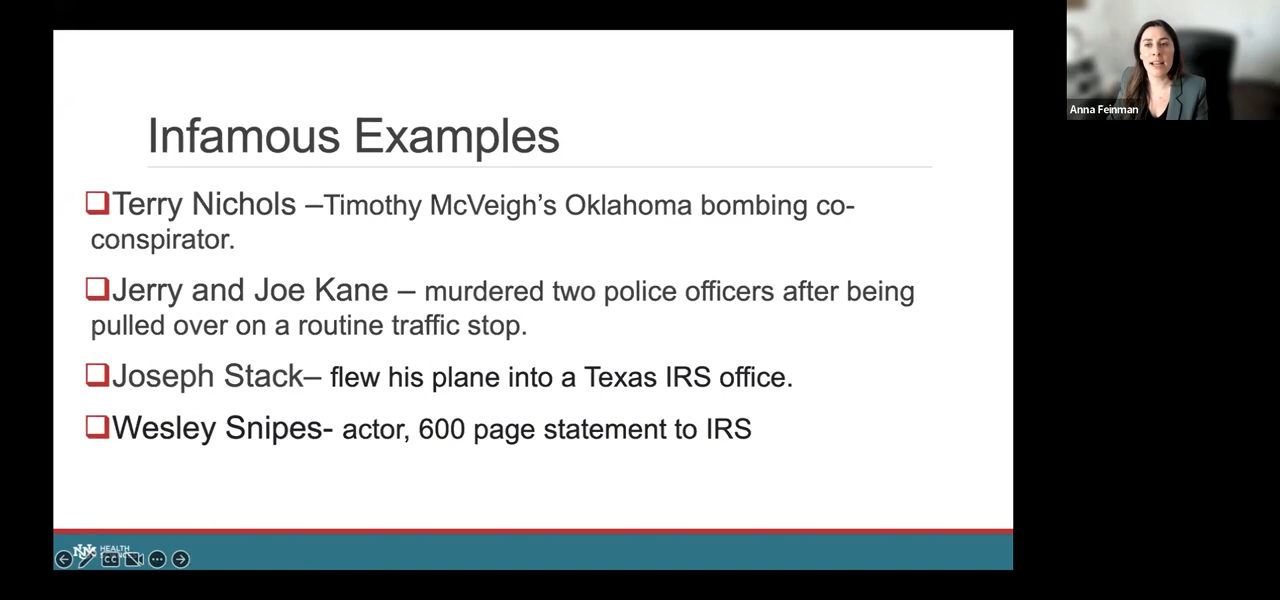 Anna Feinman
Infamous Examples
Terry Nichols –Timothy McVeigh’s Oklahoma bombing co-
conspirator.
Jerry and Joe Kane – murdered two police officers after being
pulled over on a routine traffic stop.
Joseph Stack– flew his plane into a Texas IRS office.
Wesley Snipes- actor, 600 page statement to IRS
HEALTH
CC